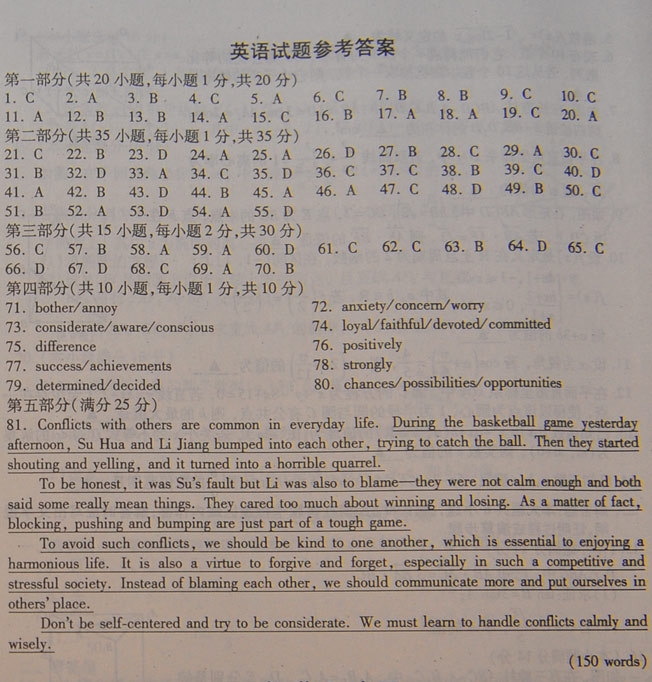 英语试题参考答案
第一部分(共20小题,每小题1分,共20分)
1. C 2. A 3. B 4. C 5. A 6. C 7. B 8. B 9. C 10. C
11. A 12. B 13. B 14. A 15. C 16. B 17. A 18. A 19. C 20. A
第二部分(共35小题,每小题1分,共35分)
21. C 22. B 23. D 24. A 25. A 26. D 27. B 28. C 29. A 30. C
31. B 32. D 33. A 34. C 35. D 36. C 37. C 38. B 39. C 40. D
41. A 42. B 43. D 44. B 45. A 46. A 47. C 48. D 49. B 50. C
51. B 52. A 53. D 54. A 55. D
第三部分(共15小题,每小题2分,共30分)
56. C 57. B 58. A 59. A 60. D 61. C 62. C 63. B 64. D 65. C
66. D 67. D 68. C 69. A 70. B
第四部分(共10小题,每小题1分,共10分)
71. bother/annoy 72. anxiety/concern/worry
73. considerate/aware/conscious 74. loyal/faithful/devoted/committed
75. difference 76. positively
77. success/achievements 78. strongly
79. determined/decided 80. chances/possibilities/opportunities
第五部分(满分25分)
81. Conflicts with others are common in everyday life. During the basketball game yesterday
afternoon, Su Hua and Li Jiang bumped into each other, trying to catch the ball. Then they started
shouting and yelling, and it turned into a horrible quarrel.
To be honest, it was Su's fault but Li was also to blame—they were not calm enough and both
said some really mean things. They cared too much about winning and losing. As a matter of fact,
blocking, pushing and bumping are just part of a tough game.
To avoid such conflicts, we should be kind to one another, which is essential to enjoying a
harmonious life. It is also a virtue to forgive and forget, especially in such a competitive and
stressful society. Instead of blaming each other, we should communicate more and put ourselves in
others' place.
Don't be self-centered and try to be considerate. We must learn to handle conflicts calmly and
wisely.
(150 words)